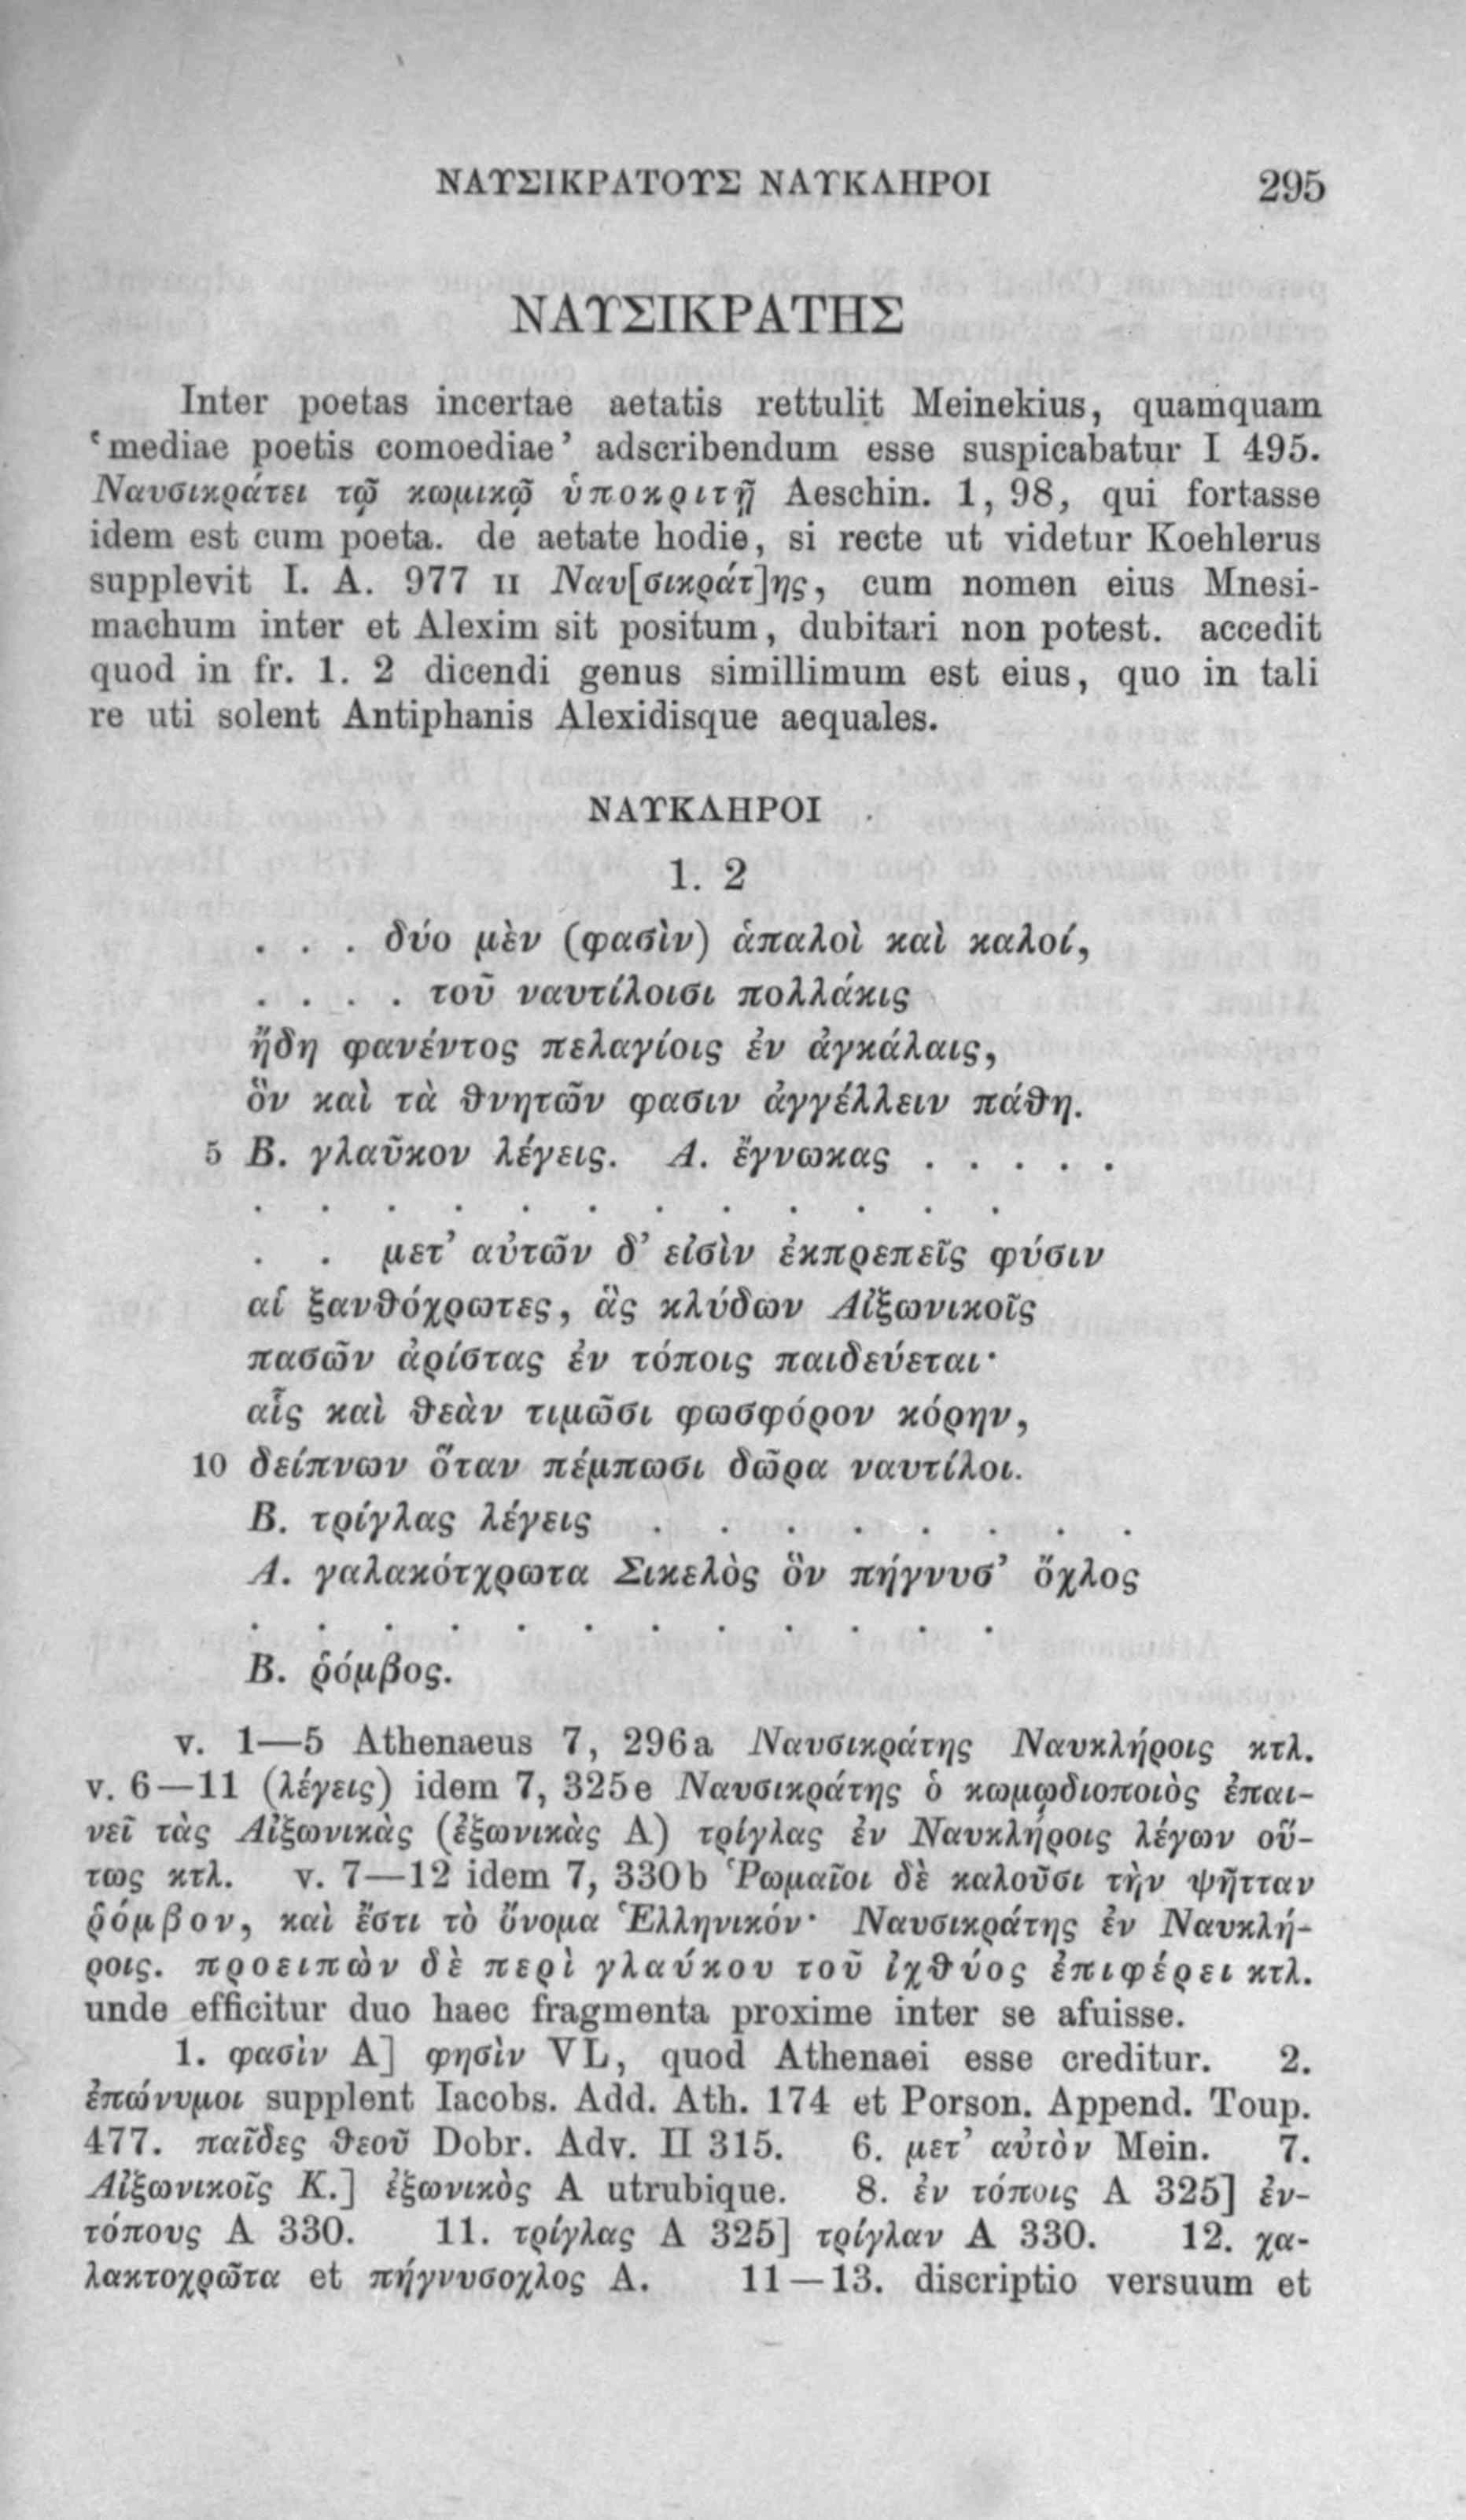 ΝΑΥΣΙΚΡΑΤΟΥΣ ΝΑΥΚΛΗΡΟΙ 295
ΝΑΥΣΙΚΡΑΤΗΣ
Inter poetas incertae aetatis rettulit Meinekius, quamquam
‘mediae poetis comoediae’ adscribendum esse suspicabatur I 495.
Ναυσικράτει τῷ κωμικῷ ὑποκριτῇ Aeschin. 1, 98, qui fortasse
idem est cum poeta. de aetate hodie, si recte ut videtur Koehlerus
supplevit I. A. 977 II Ναυ[σικράτ]ης, cum nomen eius Mnesi-
machum inter et Alexim sit positum, dubitari non potest. accedit
quod in fr. 1. 2 dicendi genus simillimum est eius, quo in tali
re uti solent Antiphanis Alexidisque aequales.
ΝΑΥΚΛΗΡΟΙ
1. 2
. . . δύο μὲν (φασὶν) ἁπαλοὶ καὶ καλοί,
. . . . τοῦ ναυτίλοισι πολλάκις
ἤδη φανέντος πελαγίοις ἐν ἀγκάλαις,
ὃν καὶ τὰ θνητῶν φασιν ἀγγέλλειν πάθη.
5 Β. γλαῦκον λέγεις. Α. ἔγνωκας . . . . .
. . . . . . . . . . . .
. . μετ’ αὐτῶν δ’ εἰσὶν ἐκπρεπεῖς φύσιν
αἱ ξανθόχρωτες, ἃς κλύδων Αἰξωνικοῖς
πασῶν ἀρίστας ἐν τόποις παιδεύεται·
αἷς καὶ θεὰν τιμῶσι φωσφόρον κόρην,
10 δείπνων ὅταν πέμπωσι δῶρα ναυτίλοι.
Β. τρίγλας λέγεις . . . . . . . .
Α. γαλακόχρωτα Σικελὸς ὃν πήγνυσ’ ὄχλος
. . . . . . . . . . . .
Β. ῥόμβος.
v. 1—5 Athenaeus 7, 296a Ναυσικράτης Ναυκλήροις κτλ.
v. 6—11 (λέγεις) idem 7, 325e Ναυσικράτης ὁ κωμῳδιοποιὸς ἐπαι-
νεῖ τὰς Αἰξωνικὰς (ἐξωνικὰς A) τρίγλας ἐν Ναυκλήροις λέγων οὕ-
τως κτλ. v. 7—12 idem 7, 330b Ῥωμαῖοι δὲ καλοῦσι τὴν ψῆτταν
ῥόμβον, καὶ ἔστι τὸ ὄνομα Ἑλληνικόν· Ναυσικράτης ἐν Ναυκλή-
ροις. προειπὼν δὲ περὶ γλαύκου τοῦ ἰχθύος ἐπιφέρει κτλ.
unde efficitur duo haec fragmenta proxime inter se afuisse.
1. φασὶν A] φησὶν VL, quod Athenaei esse creditur. 2.
ἐπώνυμοι supplent Iacobs. Add. Ath. 174 et Porson. Append. Toup.
477. παῖδες θεοῦ Dobr. Adv. II 315. 6. μετ’ αὐτὸν Mein. 7.
Αἰξωνικοῖς K.] ἐξωνικὸς A utrubique. 8. ἐν τόποις A 325] ἐν-
τόπους A 330. 11. τρίγλας A 325] τρίγλαν A 330. 12. χα-
λακτοχρῶτα et πήγνυσοχλος A. 11—13. discriptio versuum et